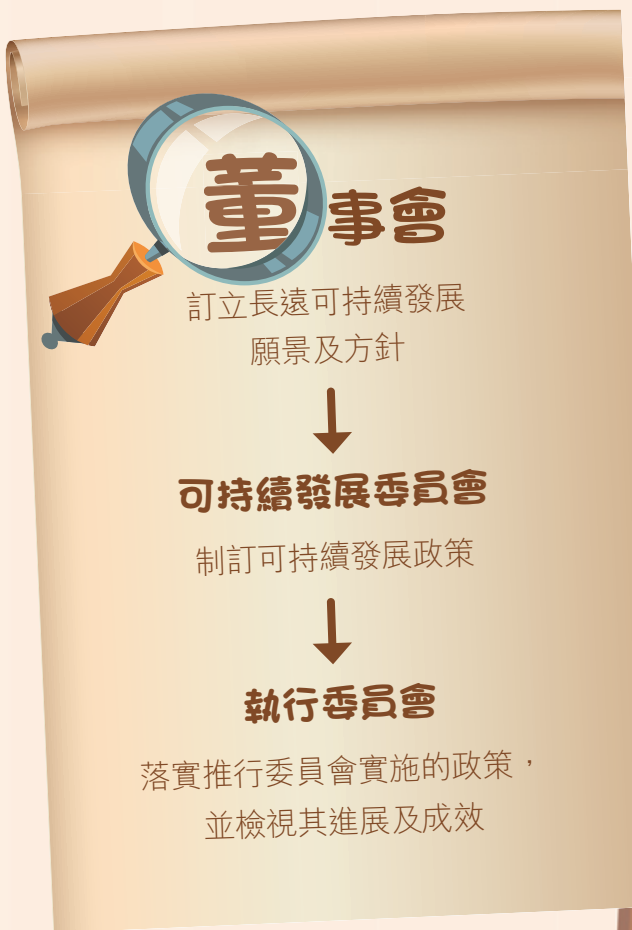 董事會
訂立長遠可持續發展
願景及方針
可持續發展委員會
制訂可持續發展政策
執行委員會
落實推行委員會實施的政策，
並檢視其進展及成效